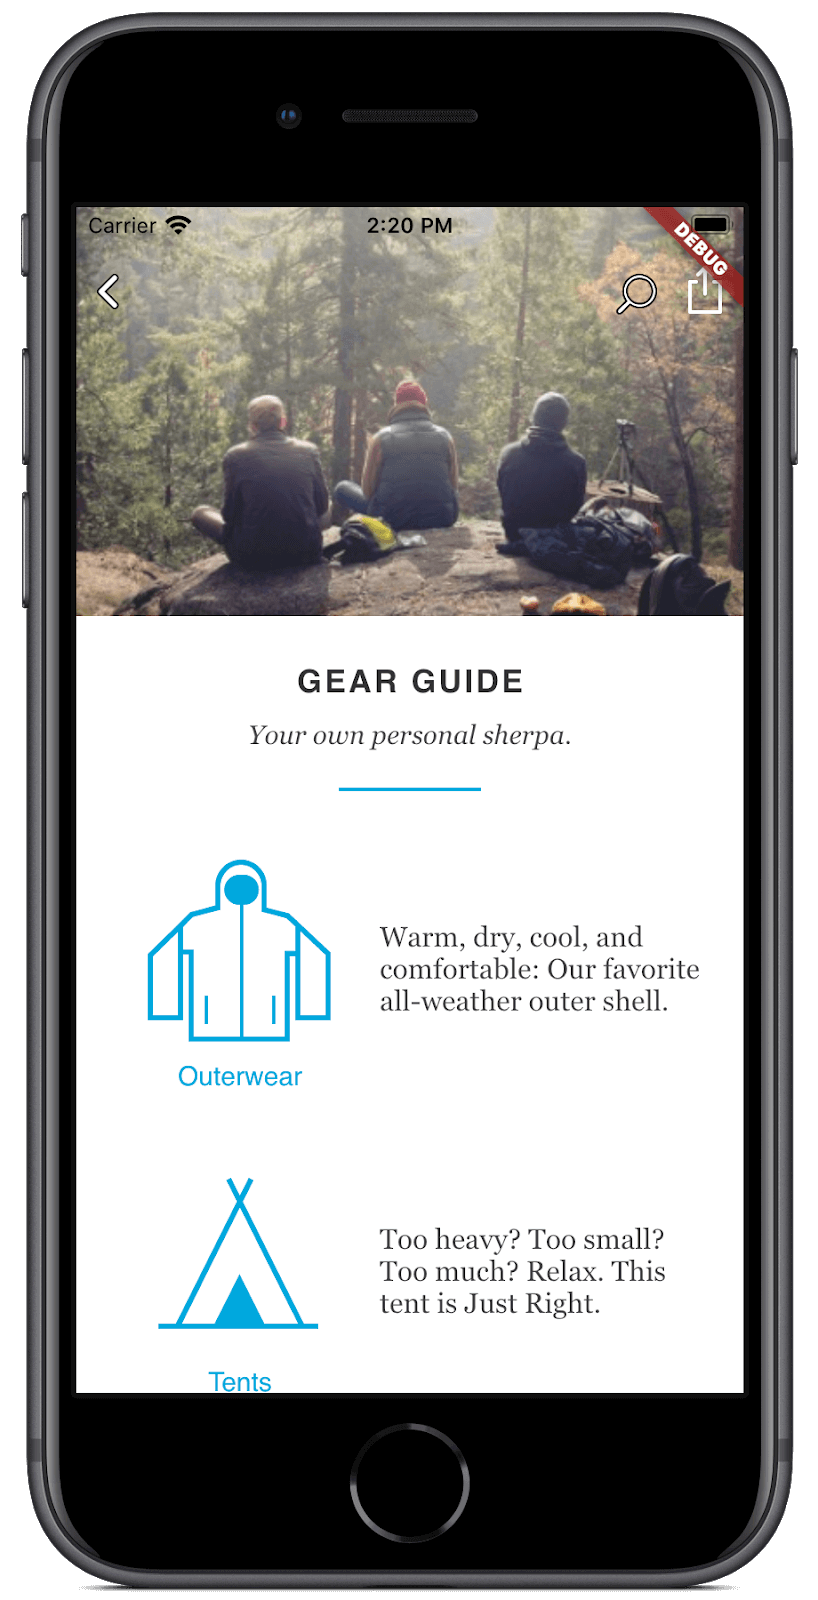 Carrier
2:20 PM
DEBUG
GEAR GUIDE
Your own personal sherpa.
Warm, dry, cool, and
comfortable: Our favorite
all-weather outer shell.
Outerwear
Too heavy? Too small?
Too much? Relax. This
tent is Just Right.
Tents